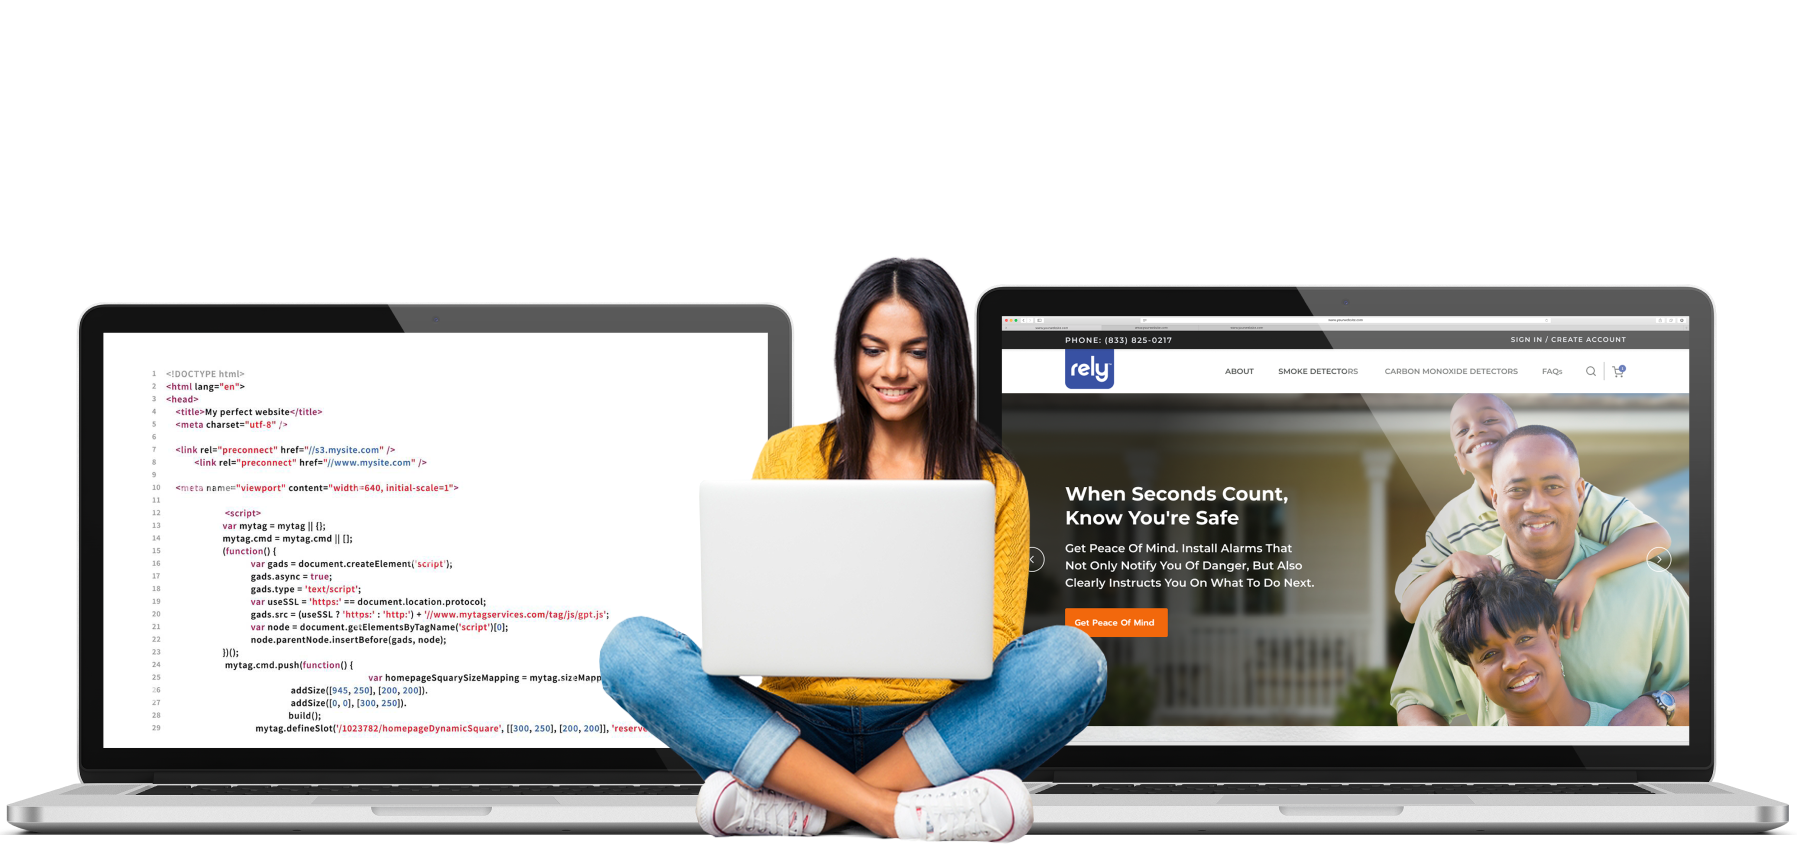 1 <!DOCTYPE html>
2 <html lang="en">
3 <head>
4 <title>My perfect website</title>
5 <meta charset="utf-8" />
6
7 <link rel="preconnect" href="//s3.mysite.com" />
8 <link rel="preconnect" href="//www.mysite.com" />
9
10 <meta name="viewport" content="width=640, initial-scale=1">
11
12 <script>
13 var mytag = mytag || {};
14 mytag.cmd = mytag.cmd || [];
15 (function() {
16 var gads = document.createElement('script');
17 gads.async = true;
18 gads.type = 'text/script';
19 var useSSL = 'https:' == document.location.protocol;
20 gads.src = (useSSL ? 'https:' : 'http:') + '//www.mytagservices.com/tag/js/gpt.js';
21 var node = document.getElementsByTagName('script')[0];
22 node.parentNode.insertBefore(gads, node);
23 })();
24 mytag.cmd.push(function() {
25 var homepageSquarySizeMapping = mytag.sizeMapp
26 addSize([945, 250], [200, 200]).
27 addSize([0, 0], [300, 250]).
28 build();
29 mytag.defineSlot('/1023782/homepageDynamicSquare', [[300, 250], [200, 200]], 'reserve
PHONE: (833) 825-0217
SIGN IN / CREATE ACCOUNT
rely
ABOUT
SMOKE DETECTORS
CARBON MONOXIDE DETECTORS
FAQs
When Seconds Count,
Know You're Safe
Get Peace Of Mind. Install Alarms That
Not Only Notify You Of Danger, But Also
Clearly Instructs You On What To Do Next.
Get Peace Of Mind